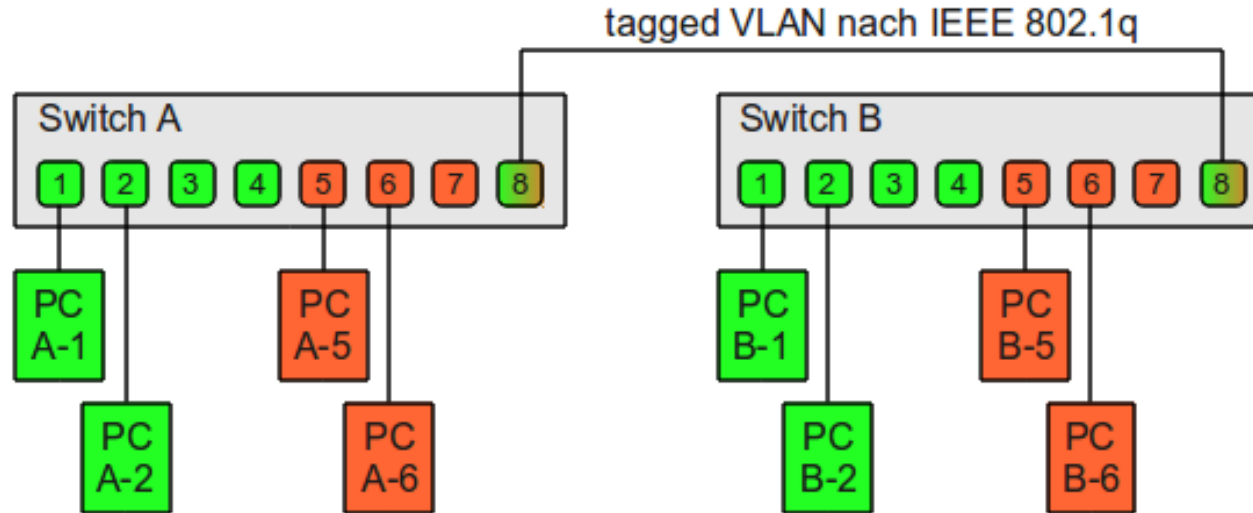 tagged VLAN nach IEEE 802.1q
Switch A
1 2 3 4 5 6 7 8
Switch B
1 2 3 4 5 6 7 8
PC
A-1
PC
A-5
PC
B-1
PC
B-5
PC
A-2
PC
A-6
PC
B-2
PC
B-6